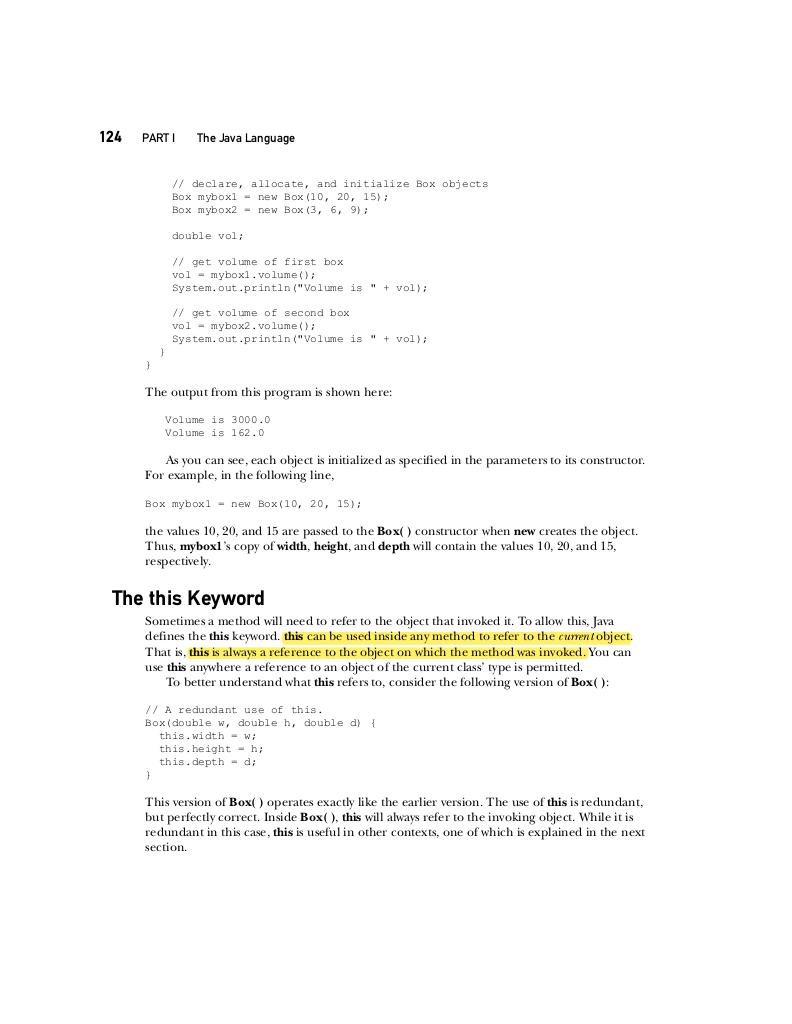 124 PART I The Java Language
// declare, allocate, and initialize Box objects
Box mybox1 = new Box(10, 20, 15);
Box mybox2 = new Box(3, 6, 9);
double vol;
// get volume of first box
vol = mybox1.volume();
System.out.println("Volume is " + vol);
// get volume of second box
vol = mybox2.volume();
System.out.println("Volume is " + vol);
}
}
The output from this program is shown here:
Volume is 3000.0
Volume is 162.0
As you can see, each object is initialized as specified in the parameters to its constructor.
For example, in the following line,
Box mybox1 = new Box(10, 20, 15);
the values 10, 20, and 15 are passed to the Box( ) constructor when new creates the object.
Thus, mybox1's copy of width, height, and depth will contain the values 10, 20, and 15,
respectively.
The this Keyword
Sometimes a method will need to refer to the object that invoked it. To allow this, Java
defines the this keyword. this can be used inside any method to refer to the current object.
That is, this is always a reference to the object on which the method was invoked. You can
use this anywhere a reference to an object of the current class' type is permitted.
To better understand what this refers to, consider the following version of Box( ):
// A redundant use of this.
Box(double w, double h, double d) {
this.width = w;
this.height = h;
this.depth = d;
}
This version of Box( ) operates exactly like the earlier version. The use of this is redundant,
but perfectly correct. Inside Box( ), this will always refer to the invoking object. While it is
redundant in this case, this is useful in other contexts, one of which is explained in the next
section.